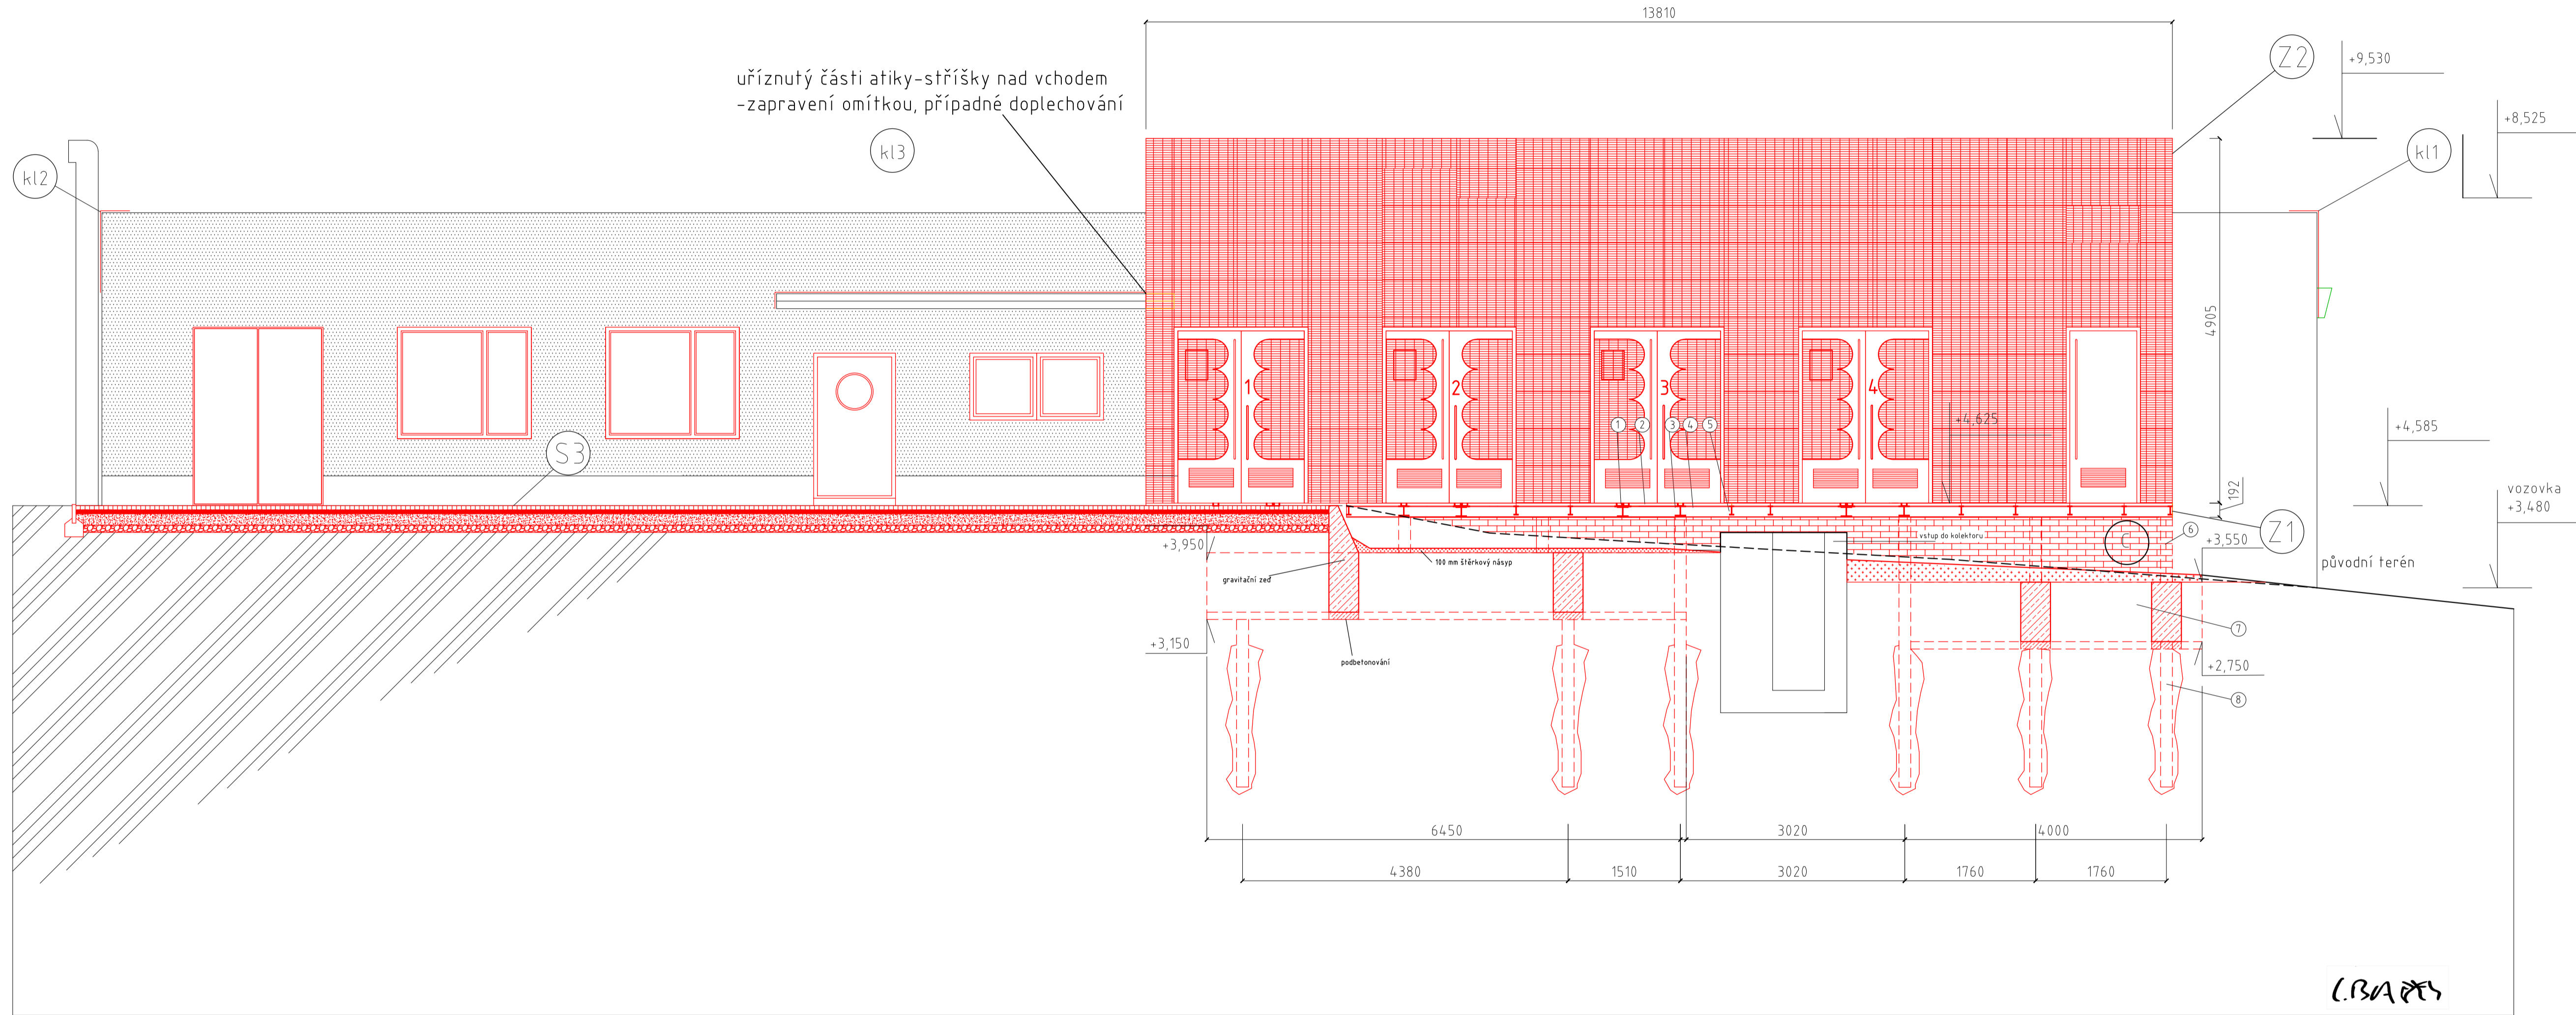 13810
Z2
+9,530
uříznutý části atiky-stříšky nad vchodem
-zapravení omítkou, případné doplechování
+8,525
kl3
kl1
kl2
4905
1
2
3
4
1
2
3
4
5
+4,625
+4,585
S3
192
vozovka
+3,480
C
6
Z1
+3,950
vstup do kolektoru
+3,550
100 mm štěrkový násyp
původní terén
gravitační zeď
7
+3,150
podbetonování
+2,750
8
6450
3020
4000
4380
1510
3020
1760
1760